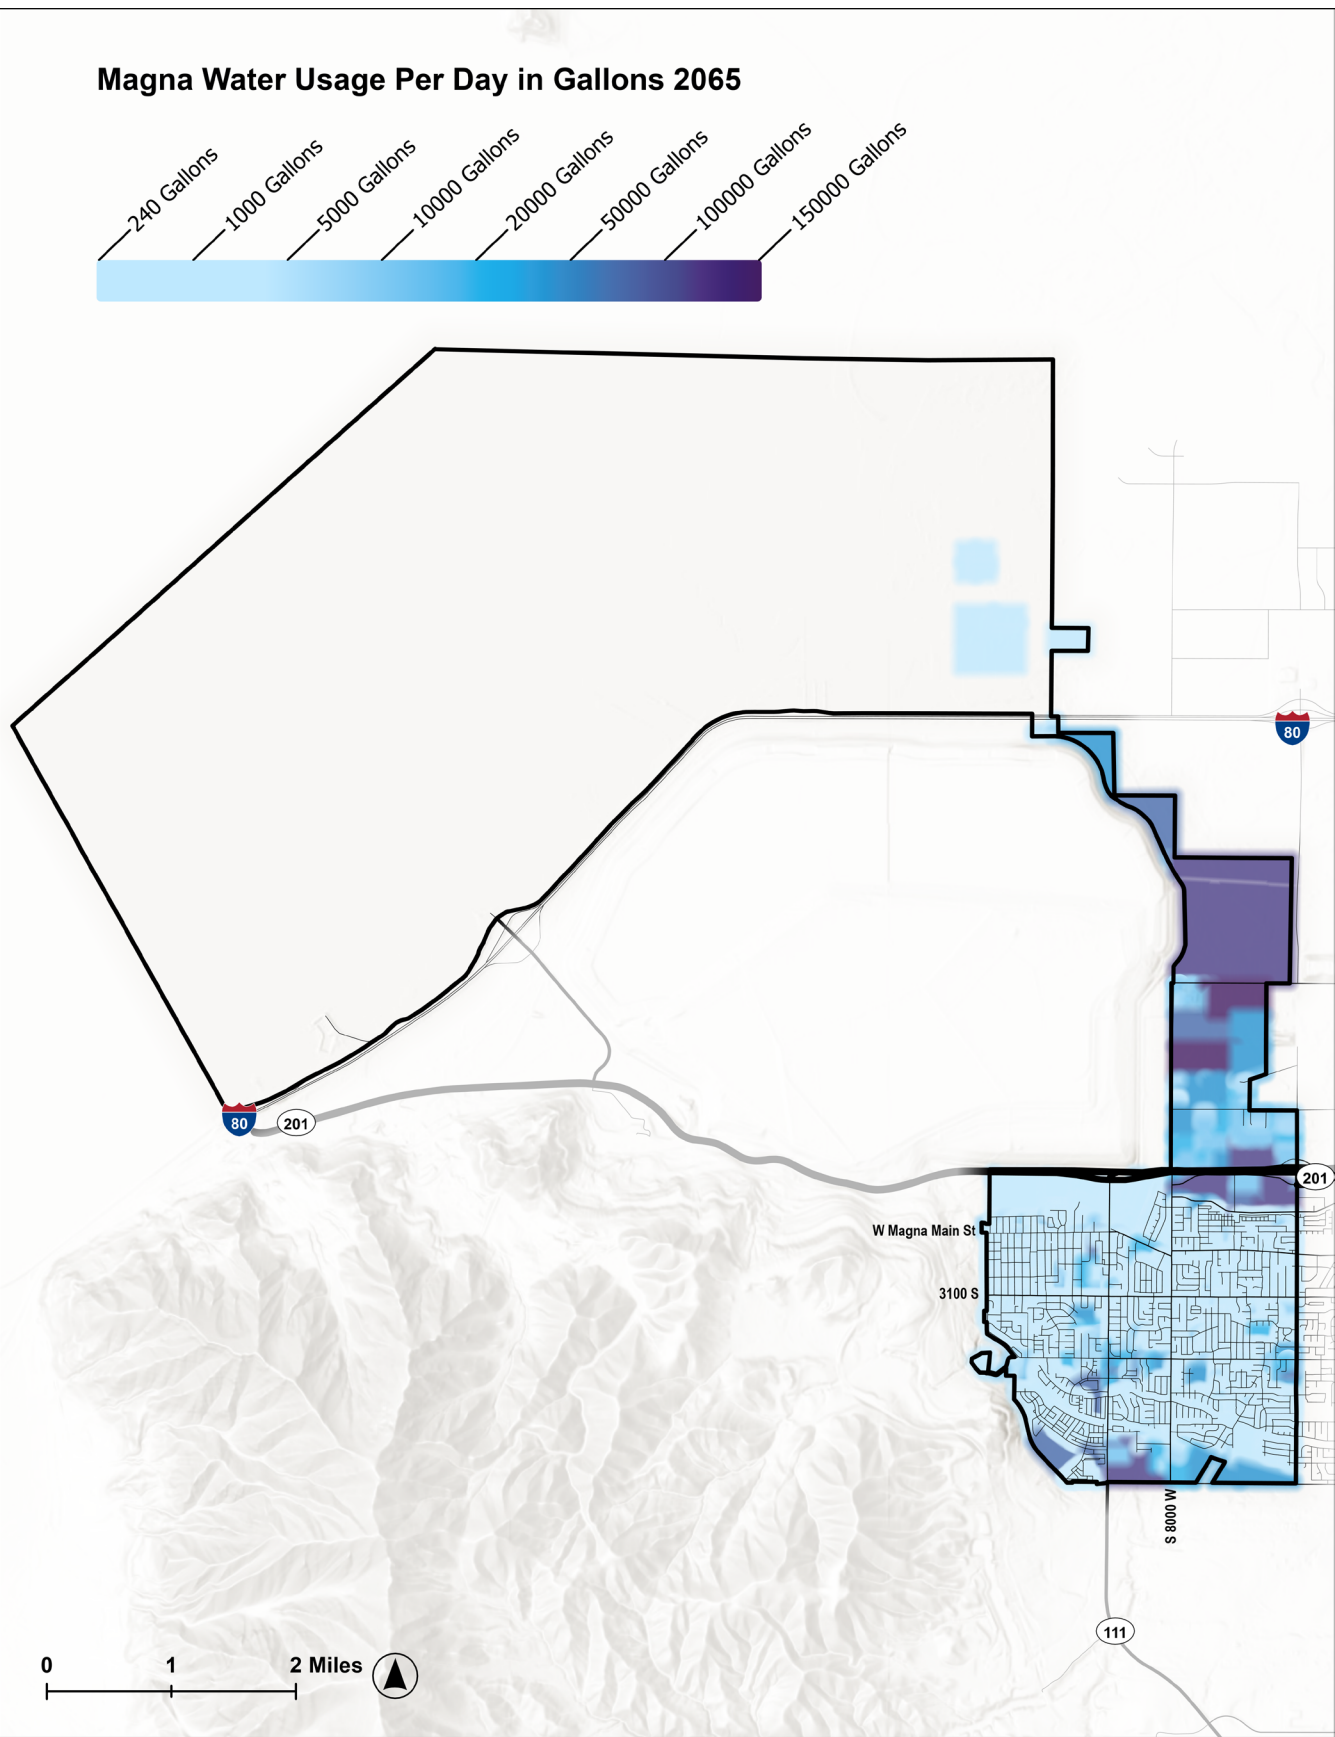 Magna Water Usage Per Day in Gallons 2065
240 Gallons
1000 Gallons
5000 Gallons
10000 Gallons
20000 Gallons
50000 Gallons
100000 Gallons
150000 Gallons
80
80
201
201
W Magna Main St
3100 S
S 8000 W
111
0 1 2 Miles